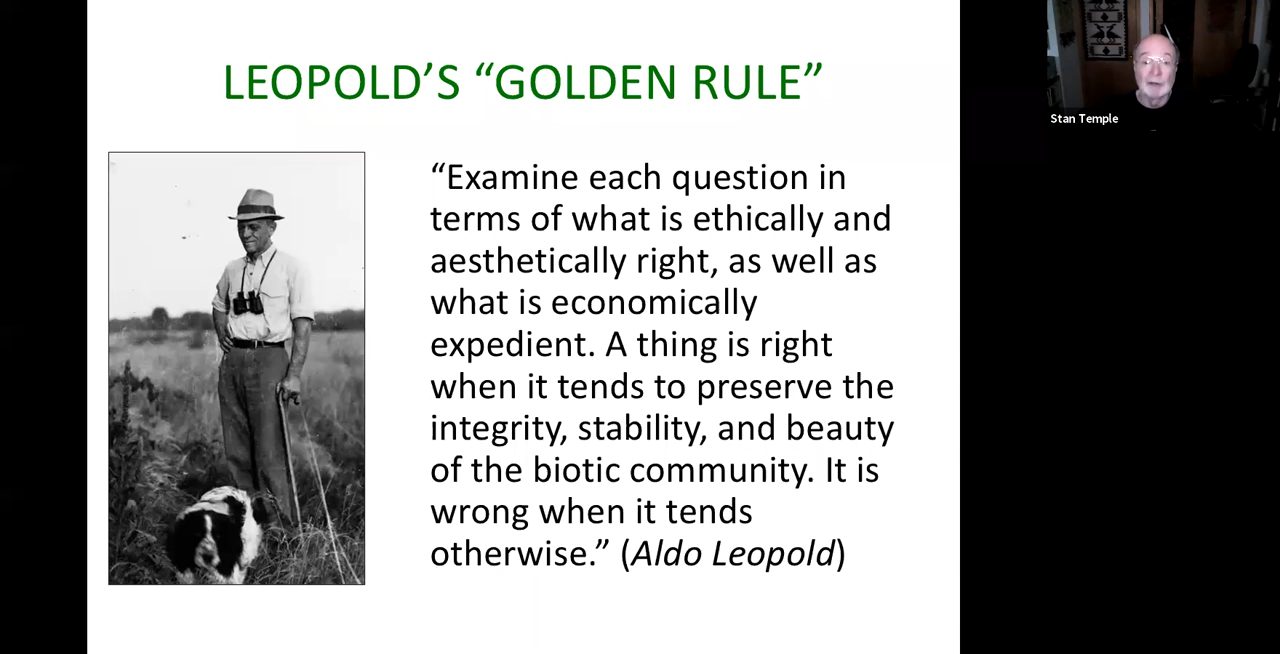 LEOPOLD’S “GOLDEN RULE”
“Examine each question in
terms of what is ethically and
aesthetically right, as well as
what is economically
expedient. A thing is right
when it tends to preserve the
integrity, stability, and beauty
of the biotic community. It is
wrong when it tends
otherwise.” (Aldo Leopold)
Stan Temple